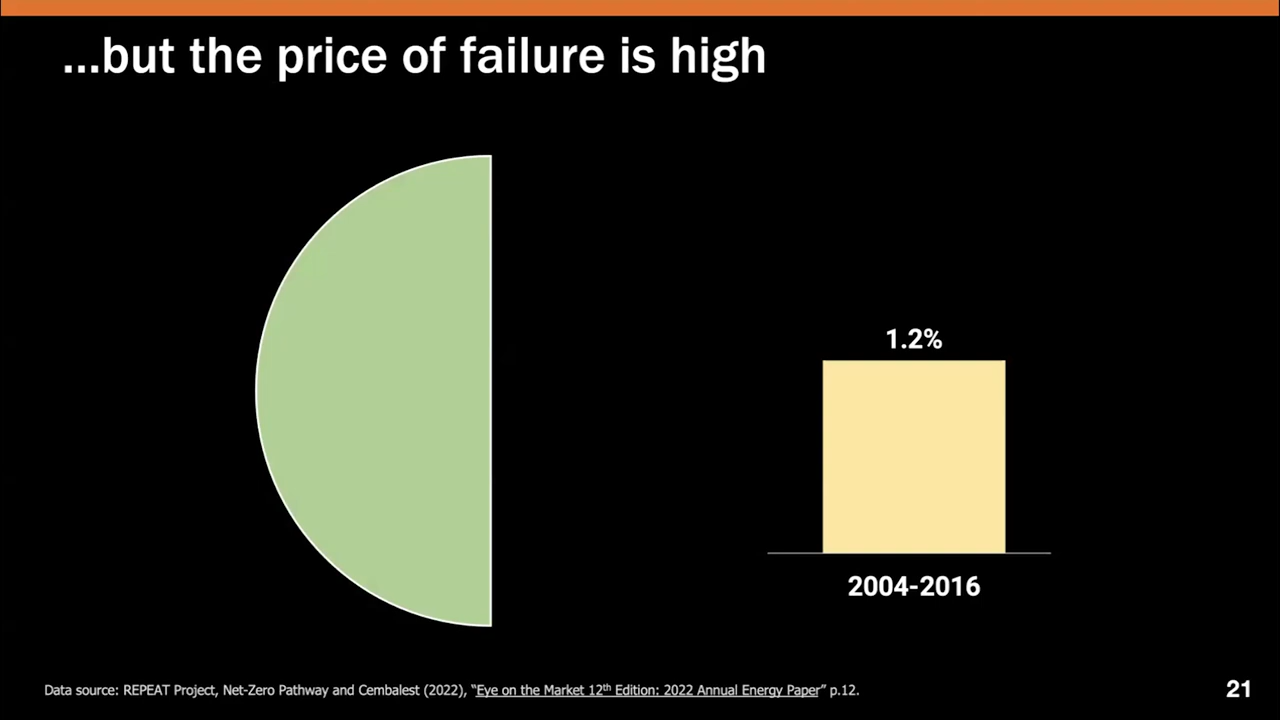 ...but the price of failure is high
1.2%
2004-2016
Data source: REPEAT Project, Net-Zero Pathway and Cembalest (2022), “Eye on the Market 12th Edition: 2022 Annual Energy Paper” p.12.
21